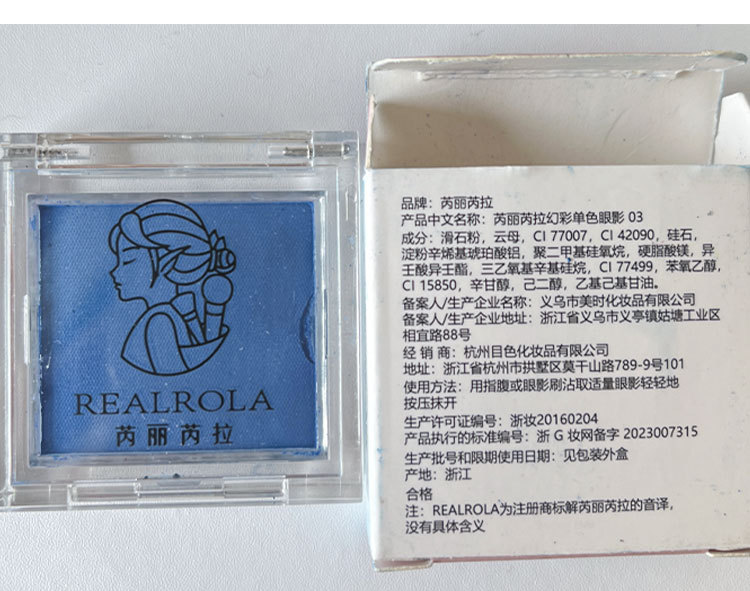 REALROLA
芮丽芮拉
品牌：芮丽芮拉
产品中文名称：芮丽芮拉幻彩单色眼影 03
成分：滑石粉，云母，CI 77007，CI 42090，硅石，
淀粉辛烯基琥珀酸铝，聚二甲基硅氧烷，硬脂酸镁，异
壬酸异壬酯，三乙氧基辛基硅烷，CI 77499，苯氧乙醇，
CI 15850，辛甘醇，己二醇，乙基己基甘油。
备案人/生产企业名称：义乌市美时化妆品有限公司
备案人/生产企业地址：浙江省义乌市义亭镇姑塘工业区
相宜路88号
经 销 商：杭州目色化妆品有限公司
地址：浙江省杭州市拱墅区莫干山路789-9号101
使用方法：用指腹或眼影刷沾取适量眼影轻轻地
按压抹开
生产许可证编号：浙妆20160204
产品执行的标准编号：浙 G 妆网备字 2023007315
生产批号和限期使用日期：见包装外盒
产地：浙江
合格
注：REALROLA为注册商标解芮丽芮拉的音译，
没有具体含义